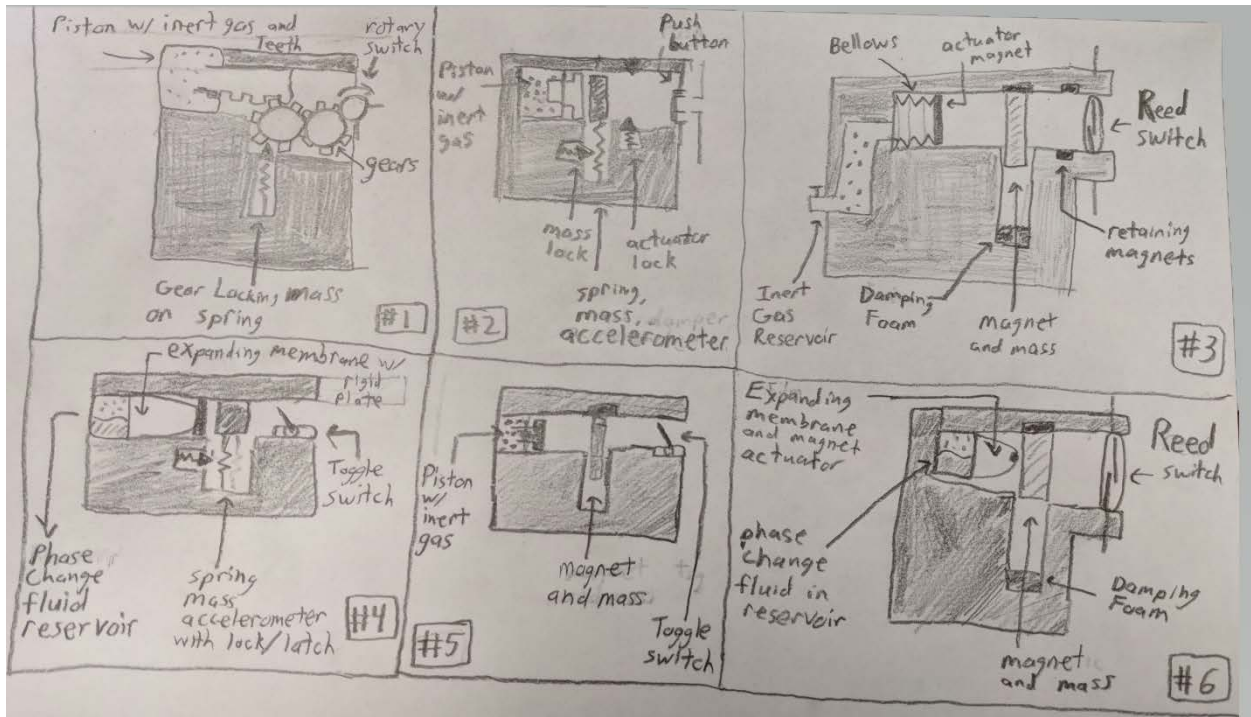 Piston w/ inert gas and
Teeth
rotary
switch
gears
Gear Locking mass
on spring
#1
Piston
w/
inert
gas
Push
button
mass
lock
actuator
lock
spring,
mass, damper
accelerometer
#2
Bellows
actuator
magnet
Reed
switch
retaining
magnets
Inert
Gas
Reservoir
Damping
Foam
magnet
and mass
#3
expanding membrane w/
rigid
plate
Phase
Change
fluid
reservoir
spring
mass
accelerometer
with lock/latch
Toggle
switch
#4
Piston
w/
inert
gas
magnet
and mass
Toggle
switch
#5
Expanding
membrane
and magnet
actuator
Reed
switch
phase
change
fluid in
reservoir
Damping
Foam
magnet
and mass
#6